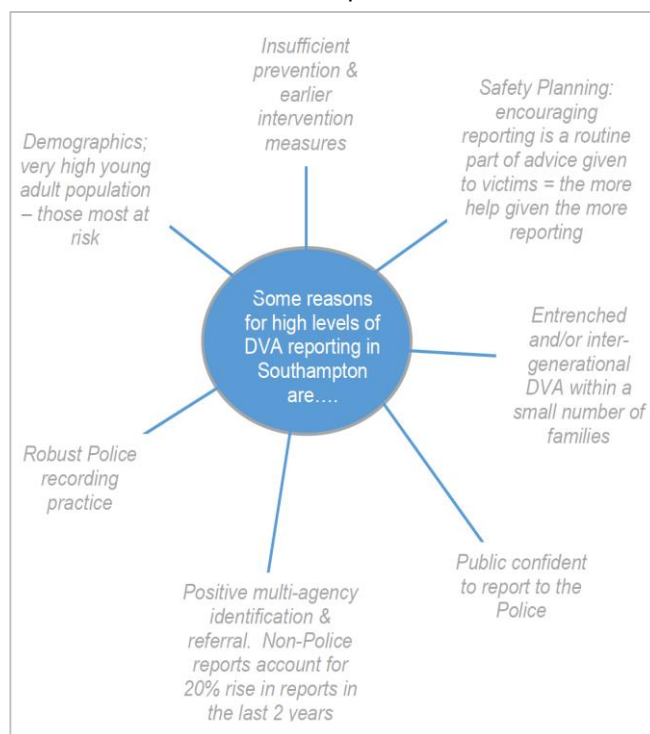 Some reasons
for high levels of
DVA reporting in
Southampton
are….
Insufficient
prevention &
earlier
intervention
measures
Safety Planning:
encouraging
reporting is a routine
part of advice given
to victims = the more
help given the more
reporting
Entrenched
and/or inter-
generational
DVA within a
small number of
families
Public confident
to report to the
Police
Positive multi-agency
identification &
referral.  Non-Police
reports account for
20% rise in reports in
the last 2 years
Robust Police
recording
practice
Demographics;
very high young
adult population
– those most at
risk